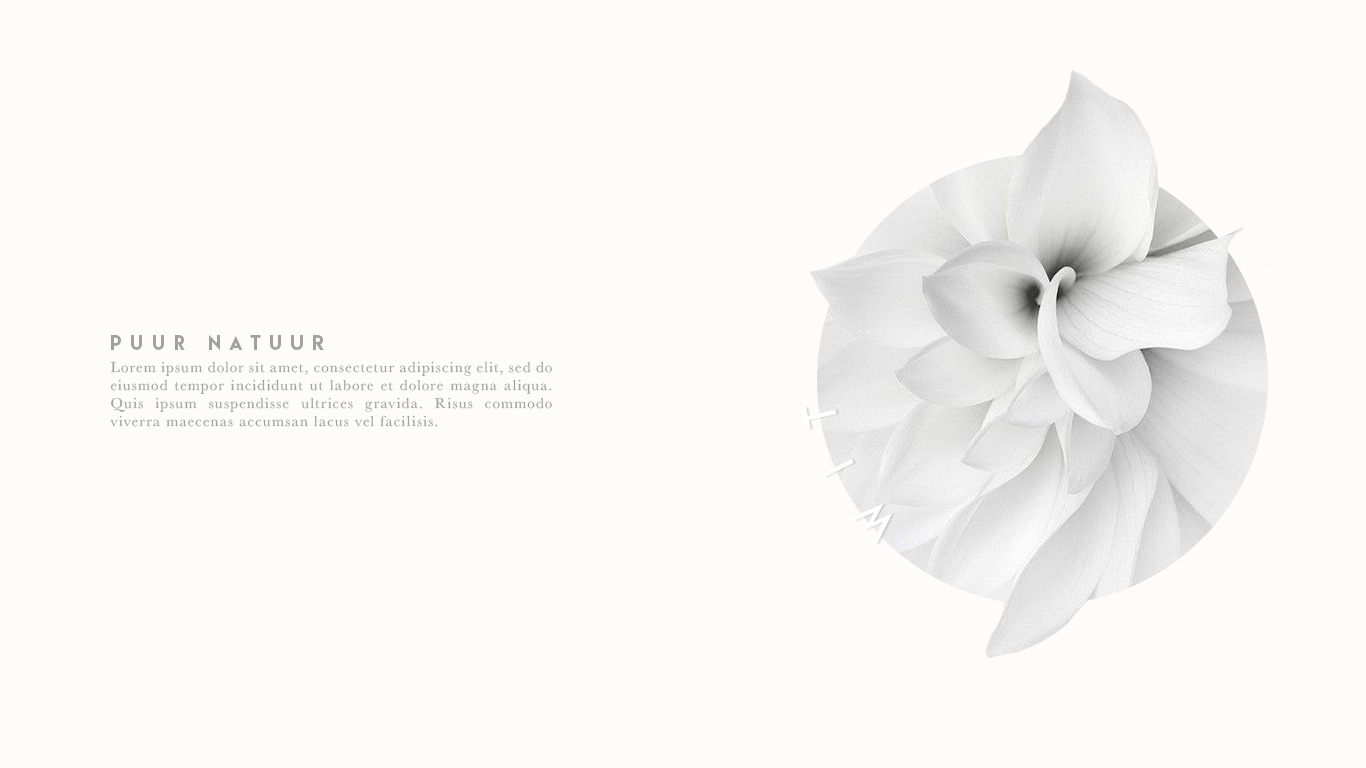 PUUR NATUUR
Lorem ipsum dolor sit amet, consectetur adipiscing elit, sed do
eiusmod tempor incididunt ut labore et dolore magna aliqua.
Quis ipsum suspendisse ultrices gravida. Risus commodo
viverra maecenas accumsan lacus vel facilisis.
TIM